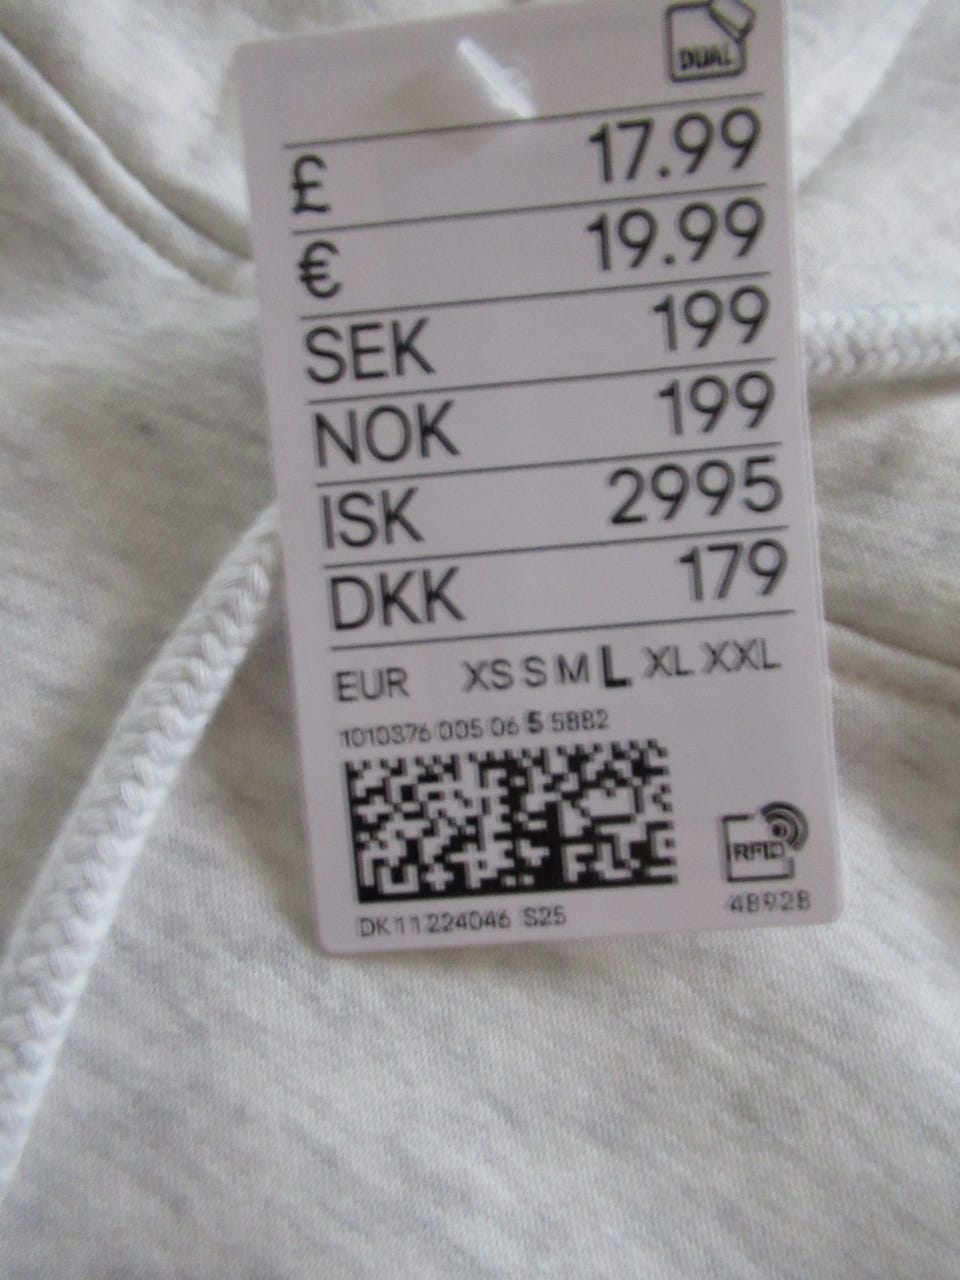 DUAL
£ 17.99
€ 19.99
SEK 199
NOK 199
ISK 2995
DKK 179
EUR XS S M L XL XXL
1010376/005/06 5 5882
RFID
48928
DK11224046 S25